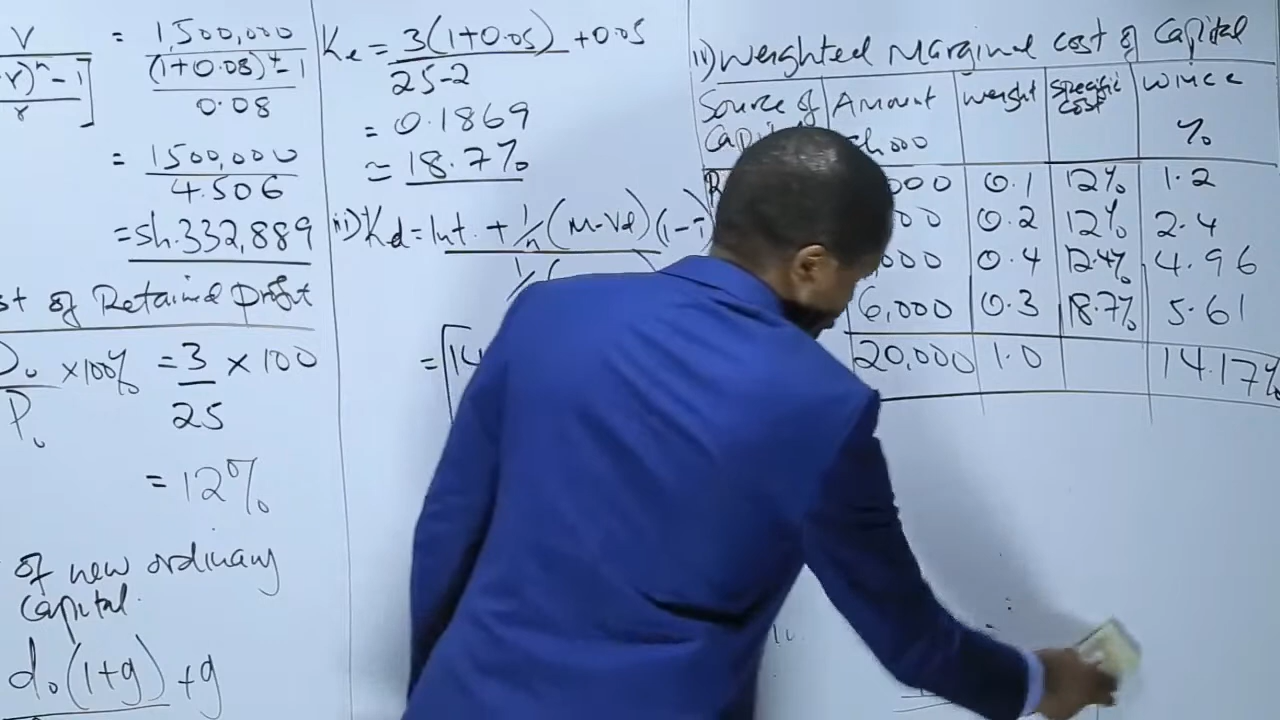 V = 1,500,000
r)ⁿ - 1] (1+0.08)⁴ - 1
r 0.08
= 1500,000
4.506
= sh.332,889
st of Retained profit
D₀ x100% = 3 x 100
P₀ 25
= 12%
of new ordinary
capital.
d₀(1+g) + g
Ke = 3(1+0.05) + 0.05
25-2
= 0.1869
≈ 18.7%
iii) Kd = Int. + 1/n (M-Vd)(1-T)
1/
= [14
iv) Weighted Marginal cost of Capital
Source of Amount weight specific cost WMCC
Capital sh.000 %
R 000 0.1 12% 1.2
00 0.2 12% 2.4
000 0.4 12.4% 4.96
6,000 0.3 18.7% 5.61
20,000 1.0 14.17%